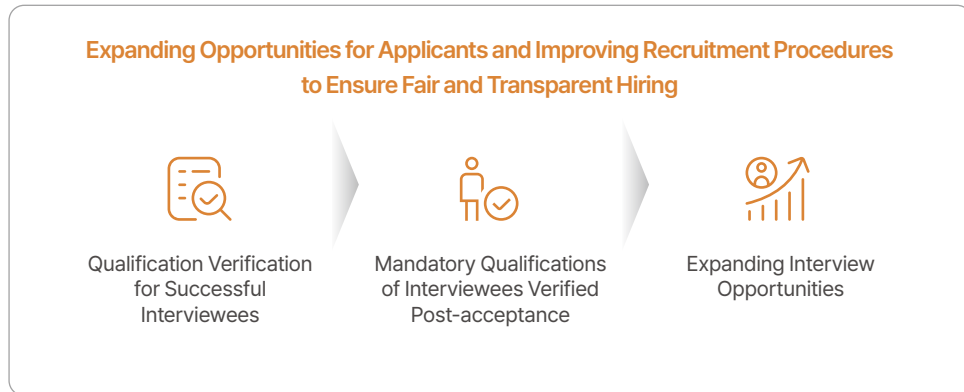 Expanding Opportunities for Applicants and Improving Recruitment Procedures
to Ensure Fair and Transparent Hiring
Qualification Verification
for Successful
Interviewees
Mandatory Qualifications
of Interviewees Verified
Post-acceptance
Expanding Interview
Opportunities